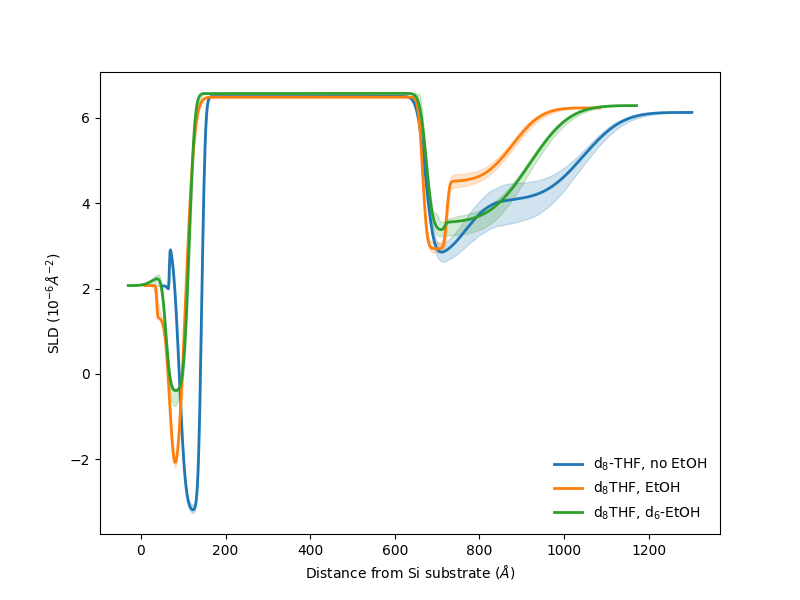 SLD (10⁻⁶Å⁻²)
6
4
2
0
−2
0 200 400 600 800 1000 1200
Distance from Si substrate (Å)
d₈-THF, no EtOH
d₈THF, EtOH
d₈THF, d₆-EtOH